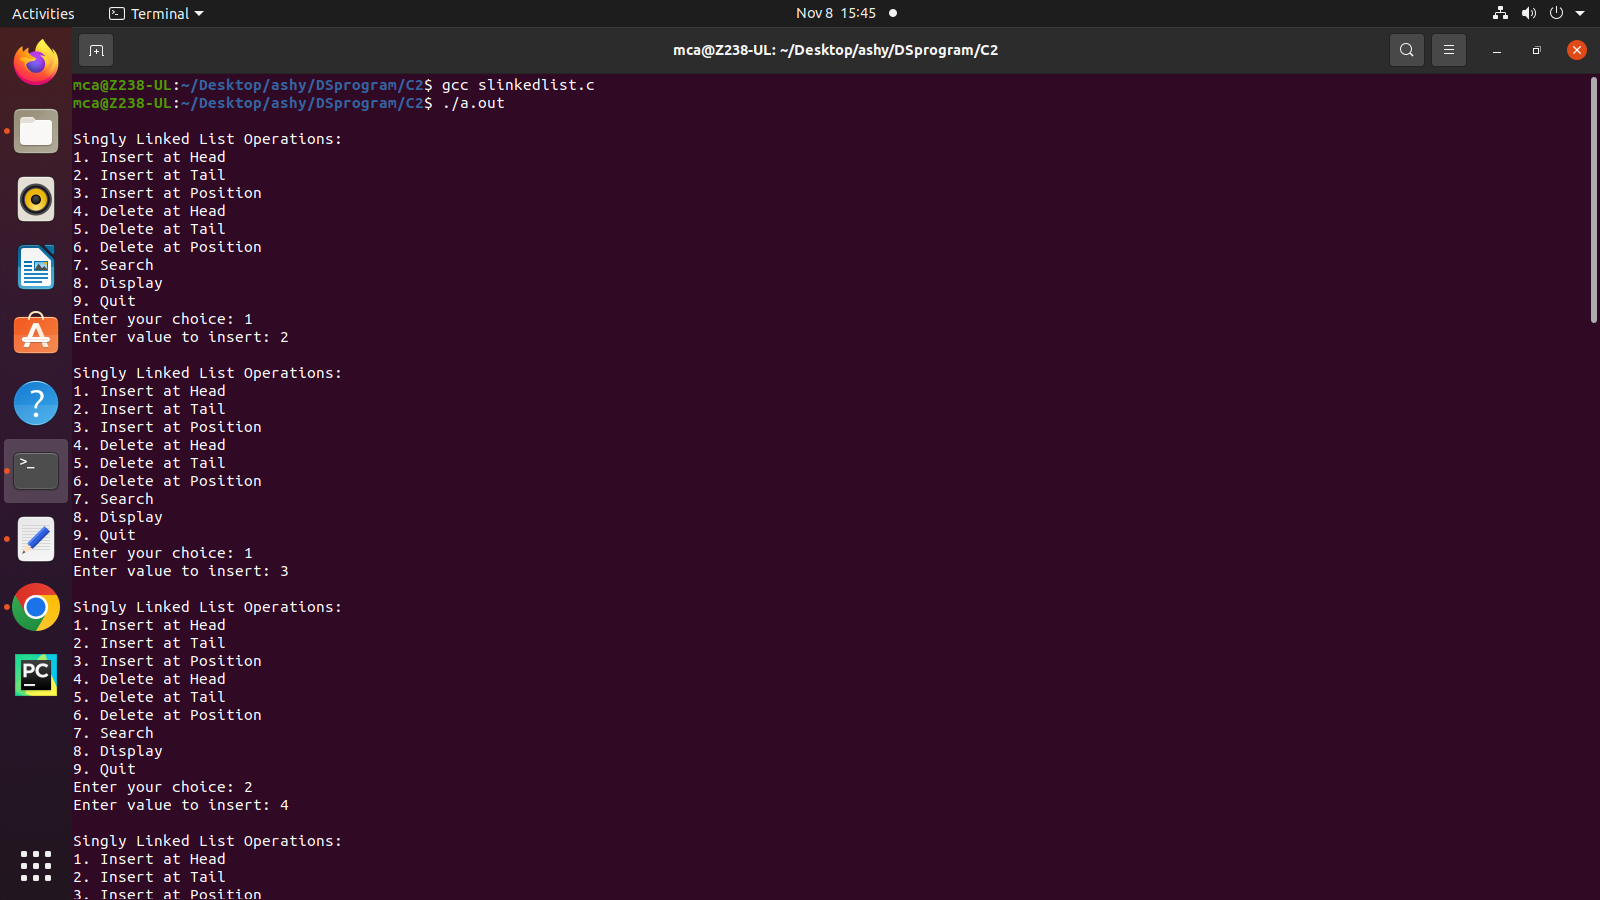 Activities
Terminal
Nov 8 15:45
mca@Z238-UL: ~/Desktop/ashy/DSprogram/C2
mca@Z238-UL:~/Desktop/ashy/DSprogram/C2$ gcc slinkedlist.c
mca@Z238-UL:~/Desktop/ashy/DSprogram/C2$ ./a.out
Singly Linked List Operations:
1. Insert at Head
2. Insert at Tail
3. Insert at Position
4. Delete at Head
5. Delete at Tail
6. Delete at Position
7. Search
8. Display
9. Quit
Enter your choice: 1
Enter value to insert: 2
Singly Linked List Operations:
1. Insert at Head
2. Insert at Tail
3. Insert at Position
4. Delete at Head
5. Delete at Tail
6. Delete at Position
7. Search
8. Display
9. Quit
Enter your choice: 1
Enter value to insert: 3
Singly Linked List Operations:
1. Insert at Head
2. Insert at Tail
3. Insert at Position
4. Delete at Head
5. Delete at Tail
6. Delete at Position
7. Search
8. Display
9. Quit
Enter your choice: 2
Enter value to insert: 4
Singly Linked List Operations:
1. Insert at Head
2. Insert at Tail
3. Insert at Position
PC